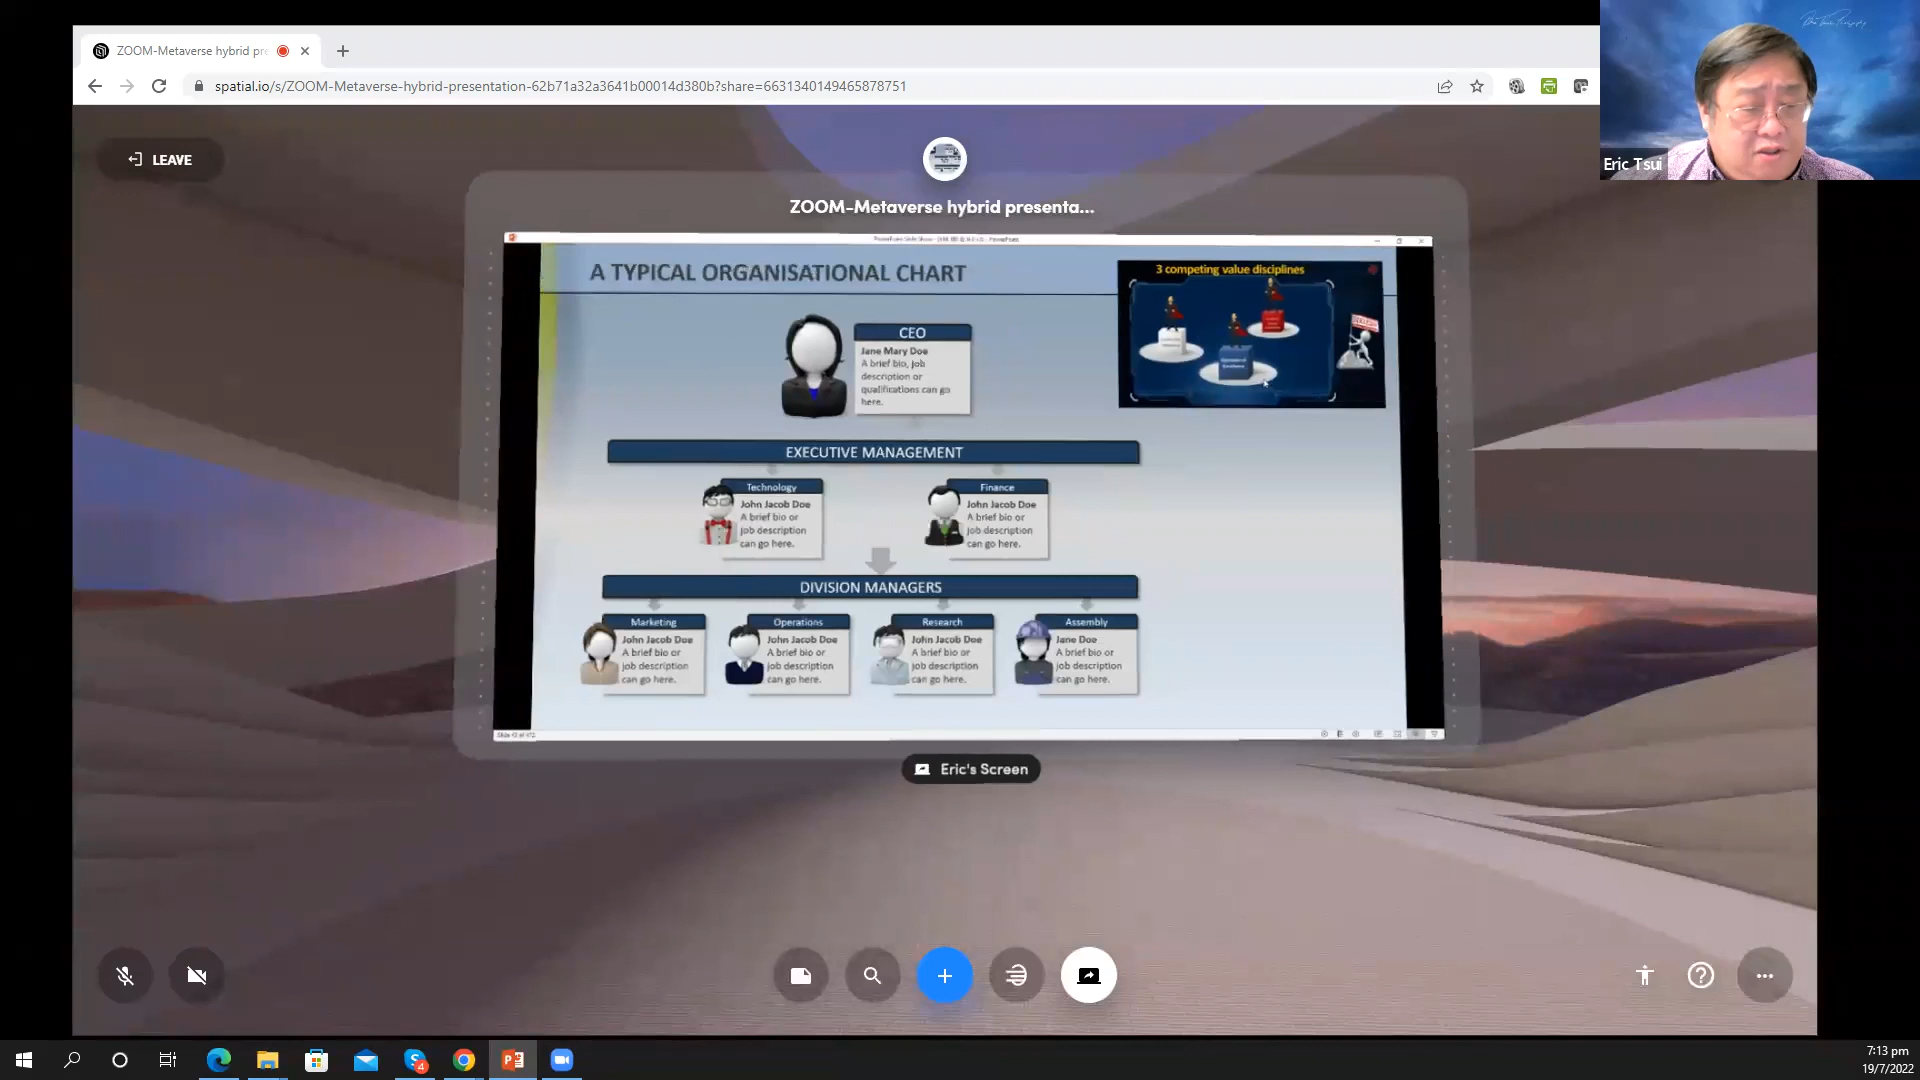 ZOOM-Metaverse hybrid pre
spatial.io/s/ZOOM-Metaverse-hybrid-presentation-62b71a32a3641b00014d380b?share=6631340149465878751
Eric Tsui
LEAVE
ZOOM-Metaverse hybrid presenta...
A TYPICAL ORGANISATIONAL CHART
3 competing value disciplines
CEO
Jane Mary Doe
A brief bio, job
description or
qualifications can go
here.
EXECUTIVE MANAGEMENT
Technology
John Jacob Doe
A brief bio or
job description
can go here.
Finance
John Jacob Doe
A brief bio or
job description
can go here.
DIVISION MANAGERS
Marketing
John Jacob Doe
A brief bio or
job description
can go here.
Operations
John Jacob Doe
A brief bio or
job description
can go here.
Research
John Jacob Doe
A brief bio or
job description
can go here.
Assembly
Jane Doe
A brief bio or
job description
can go here.
Eric's Screen
7:13 pm
19/7/2022